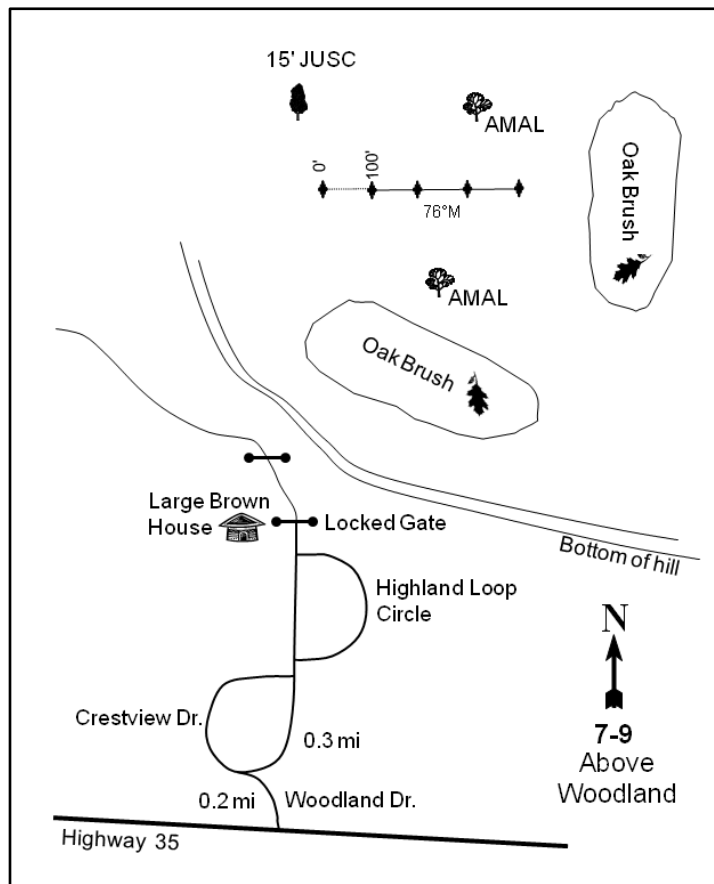 15' JUSC
AMAL
Oak Brush
0'
100'
76°M
AMAL
Oak Brush
Large Brown
House
Locked Gate
Bottom of hill
Highland Loop
Circle
N
Crestview Dr.
0.3 mi
7-9
Above
Woodland
0.2 mi
Woodland Dr.
Highway 35